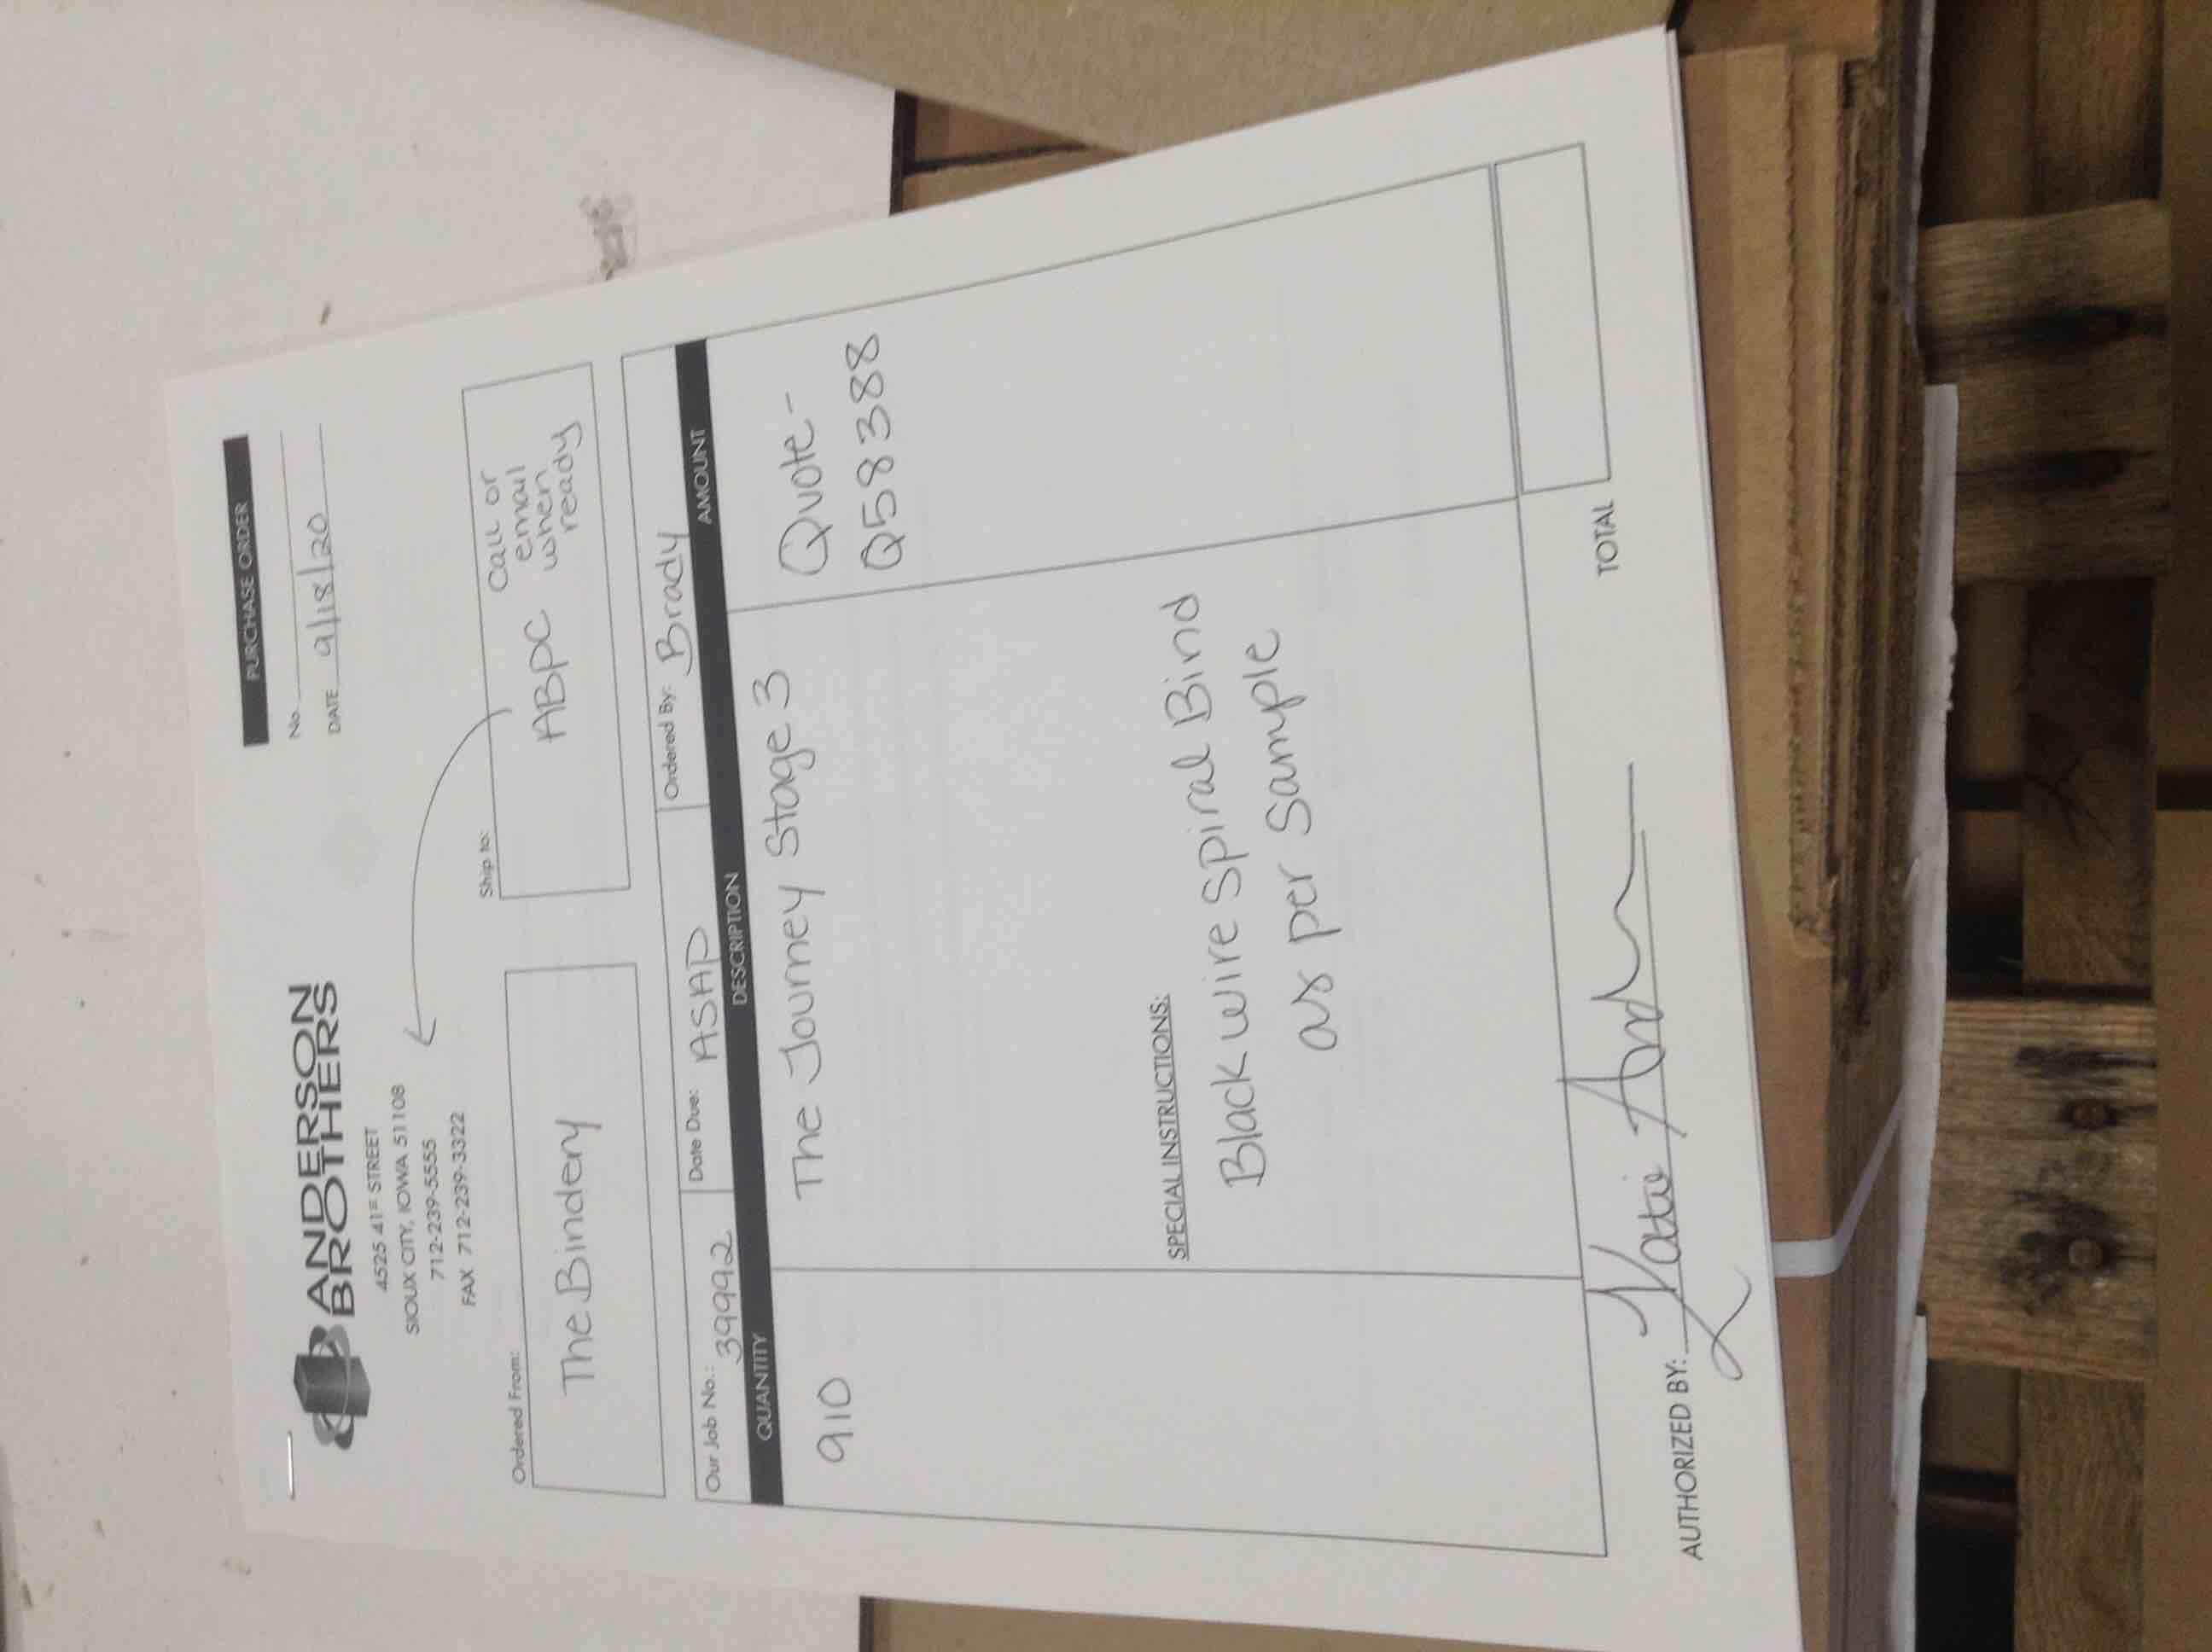 PURCHASE ORDER
No.
DATE 9/18/20
ANDERSON
BROTHERS
4525 41st STREET
SIOUX CITY, IOWA 51108
712-239-5555
FAX 712-239-3322
Ordered From:
The Bindery
Ship to:
ABPC
Call or
email
when
ready
Our Job No.: 39992
Date Due: ASAP
Ordered By: Brady
QUANTITY DESCRIPTION AMOUNT
910 The Journey Stage 3 Quote-
Q58388
SPECIAL INSTRUCTIONS:
Black wire Spiral Bind
as per sample
TOTAL
AUTHORIZED BY: Katie